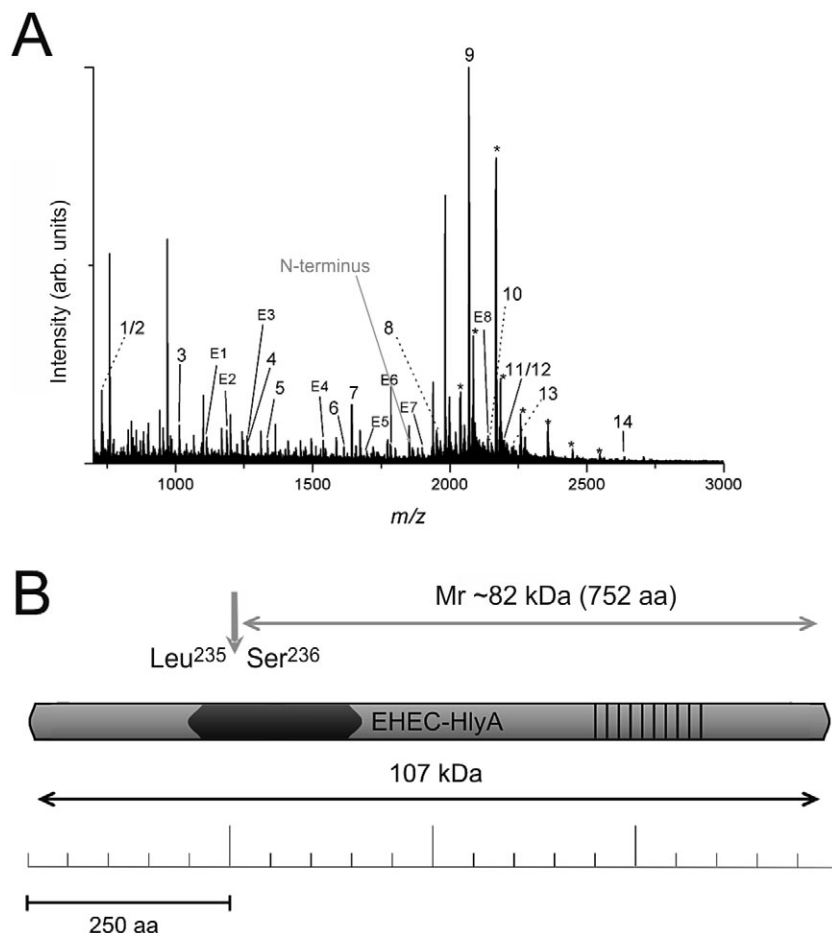 A
9
*
N-terminus
10
E3
8
E8
*
1/2
3
E1
4
E2
5
E4
6
7
E6
E5
E7
*
*
11/12
13
*
*
*
14
Intensity (arb. units)
1000 1500 2000 2500 3000
m/z
B
Mr ~82 kDa (752 aa)
Leu235 Ser236
EHEC-HlyA
107 kDa
250 aa